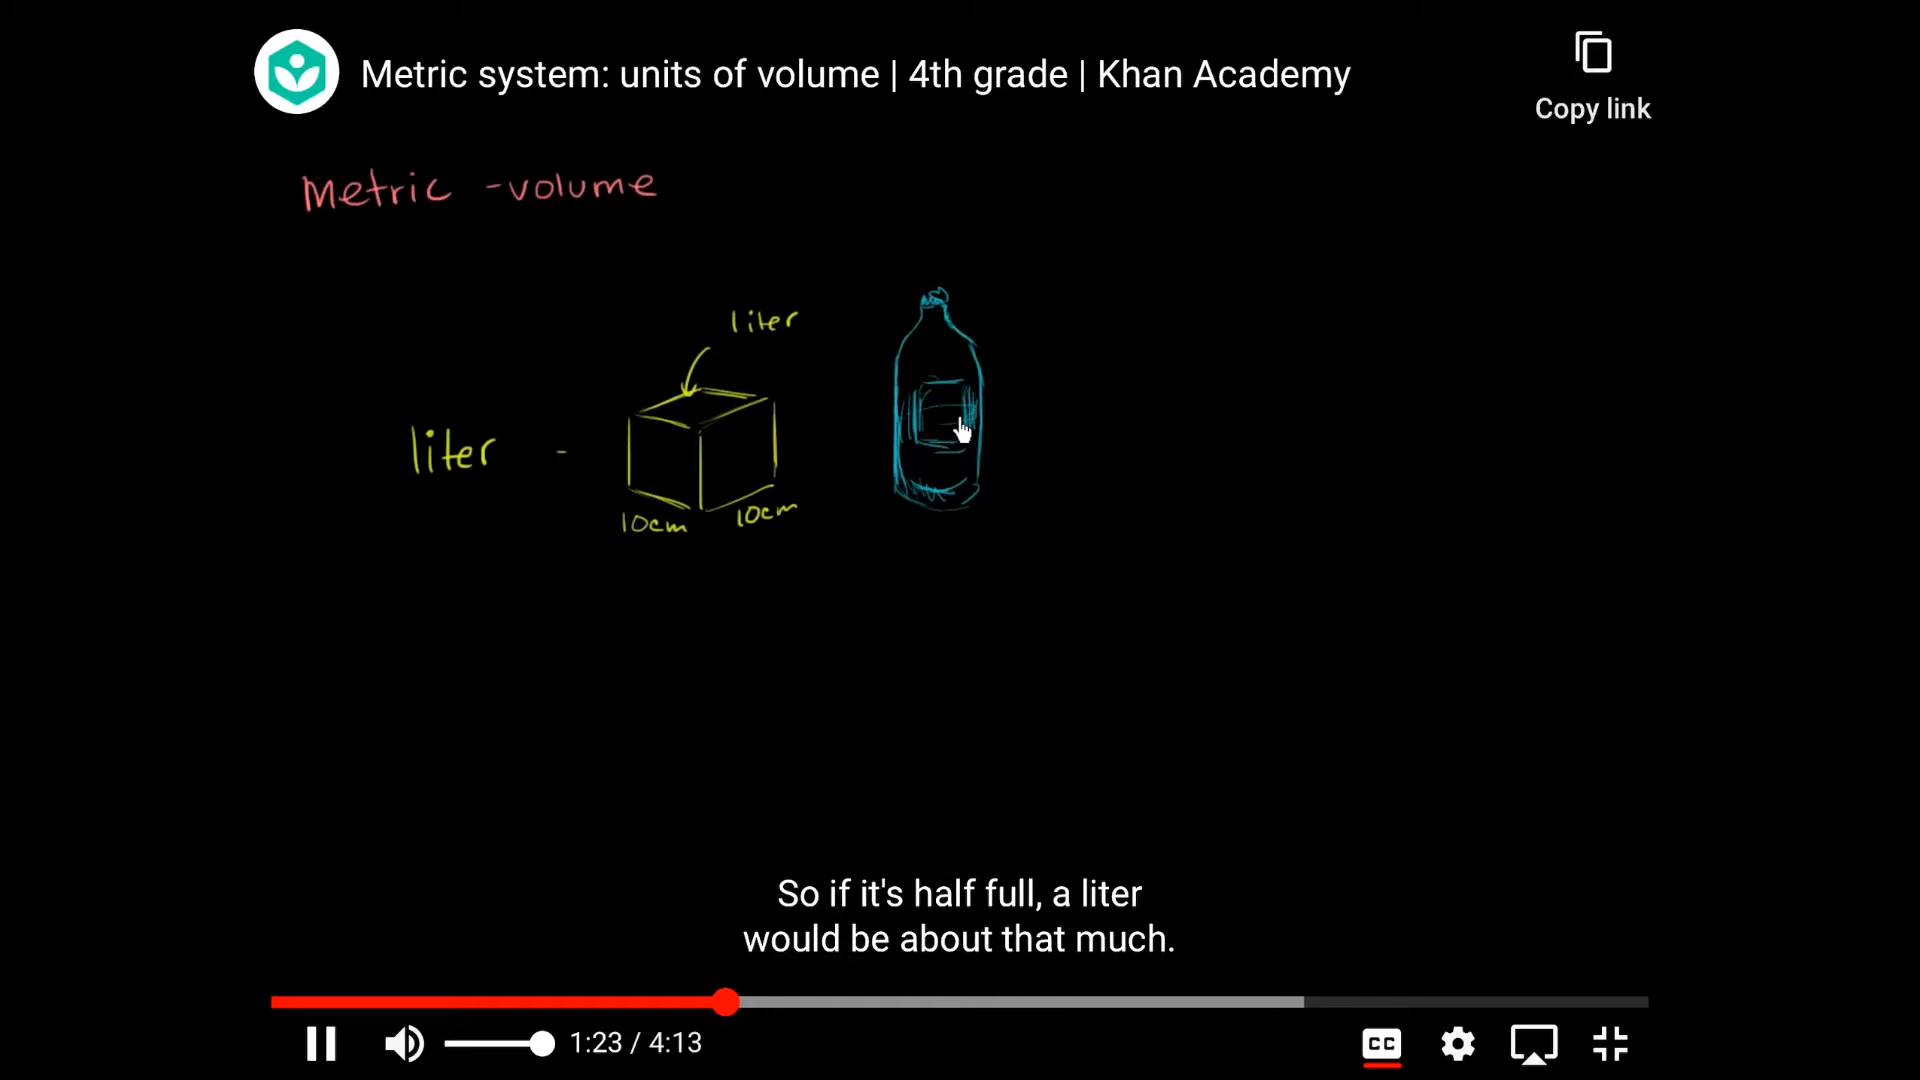 Metric system: units of volume | 4th grade | Khan Academy
Copy link
Metric - volume
liter
liter -
10cm 10cm
So if it's half full, a liter
would be about that much.
1:23 / 4:13
CC